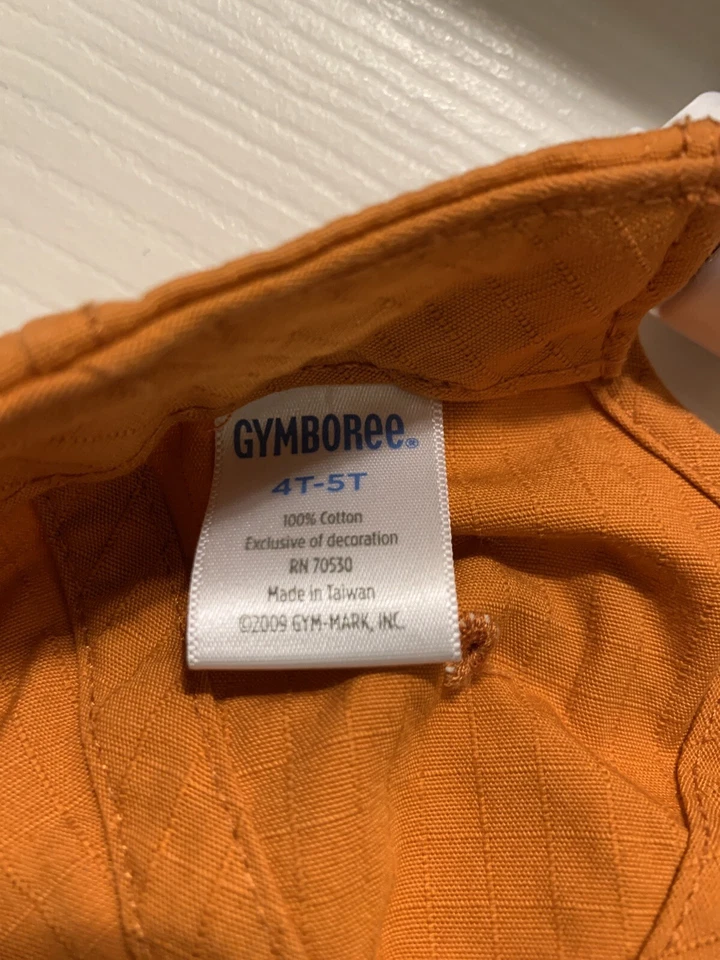 GYMBOREE®
4T-5T
100% Cotton
Exclusive of decoration
RN 70530
Made in Taiwan
©2009 GYM-MARK, INC.